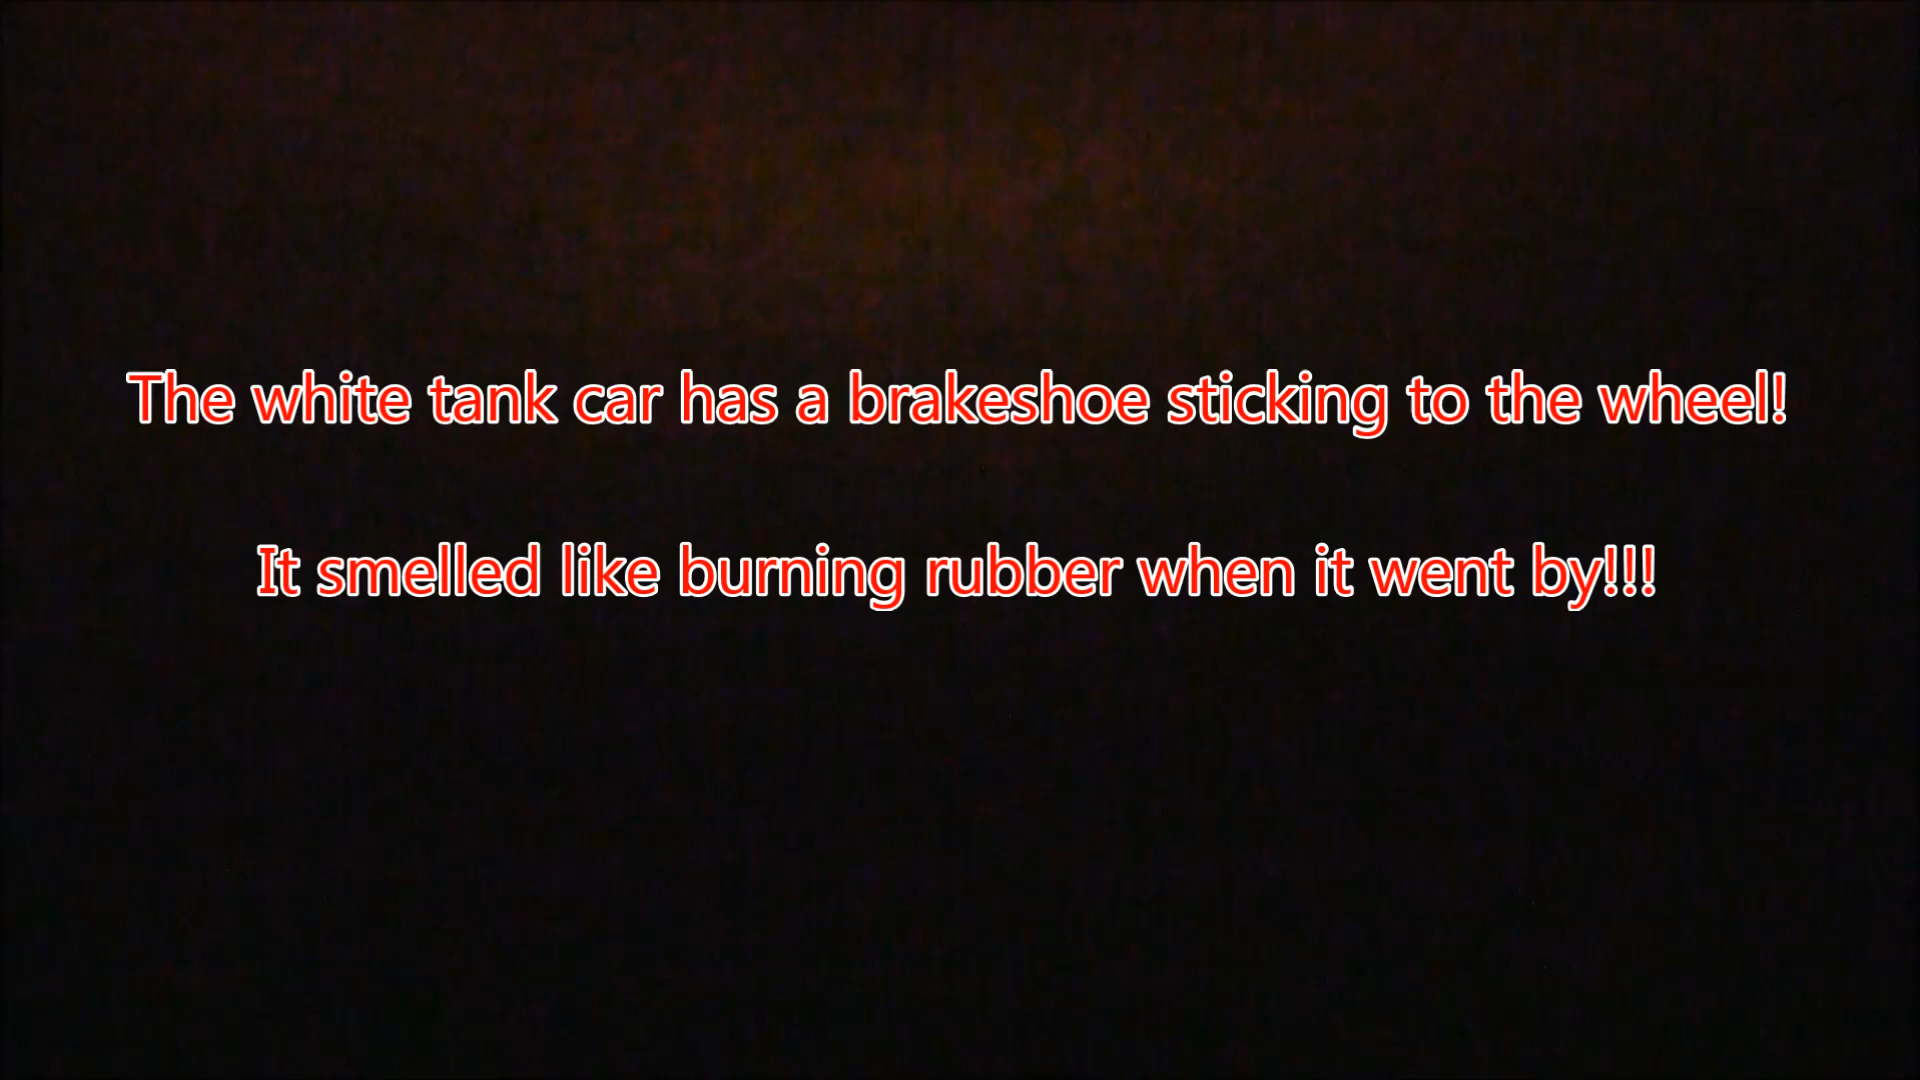 The white tank car has a brakeshoe sticking to the wheel!
It smelled like burning rubber when it went by!!!